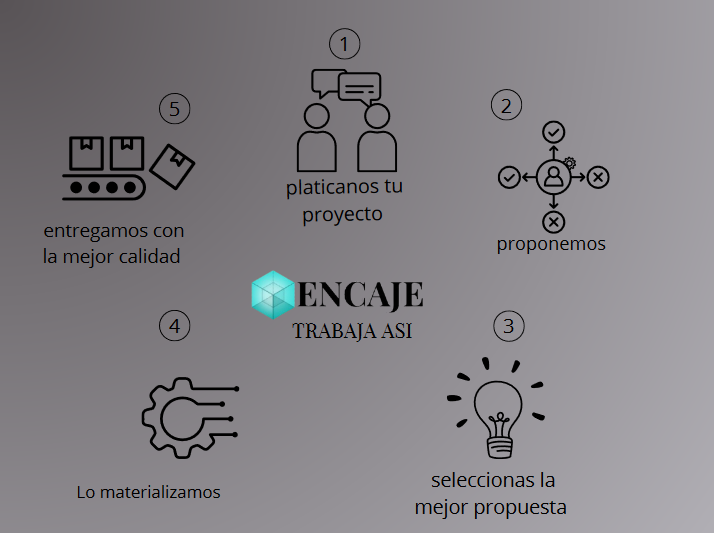 1
platicanos tu
proyecto
2
proponemos
3
seleccionas la
mejor propuesta
4
Lo materializamos
5
entregamos con
la mejor calidad
ENCAJE
TRABAJA ASI